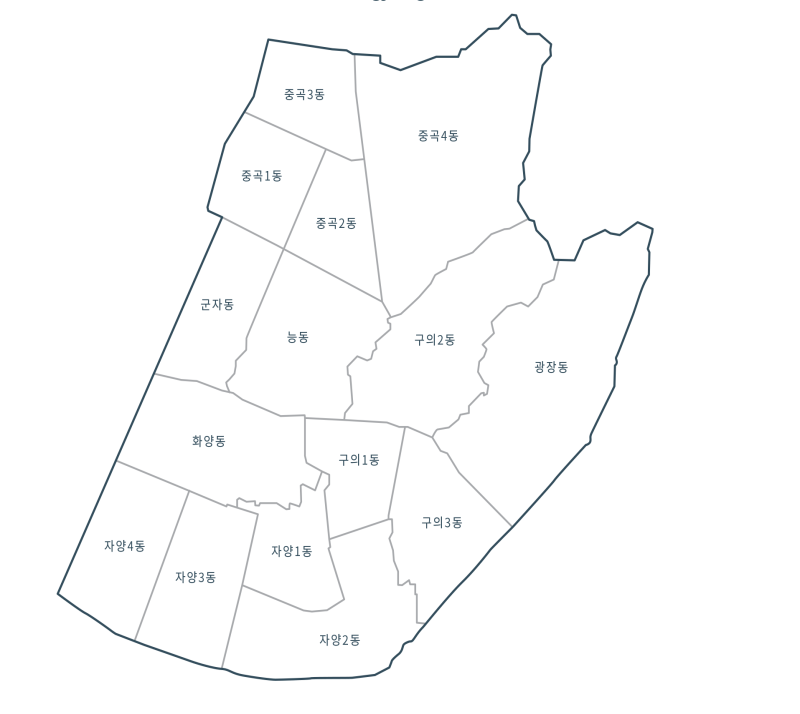 중곡3동
중곡4동
중곡1동
중곡2동
군자동
능동
구의2동
광장동
화양동
구의1동
구의3동
자양4동
자양1동
자양3동
자양2동